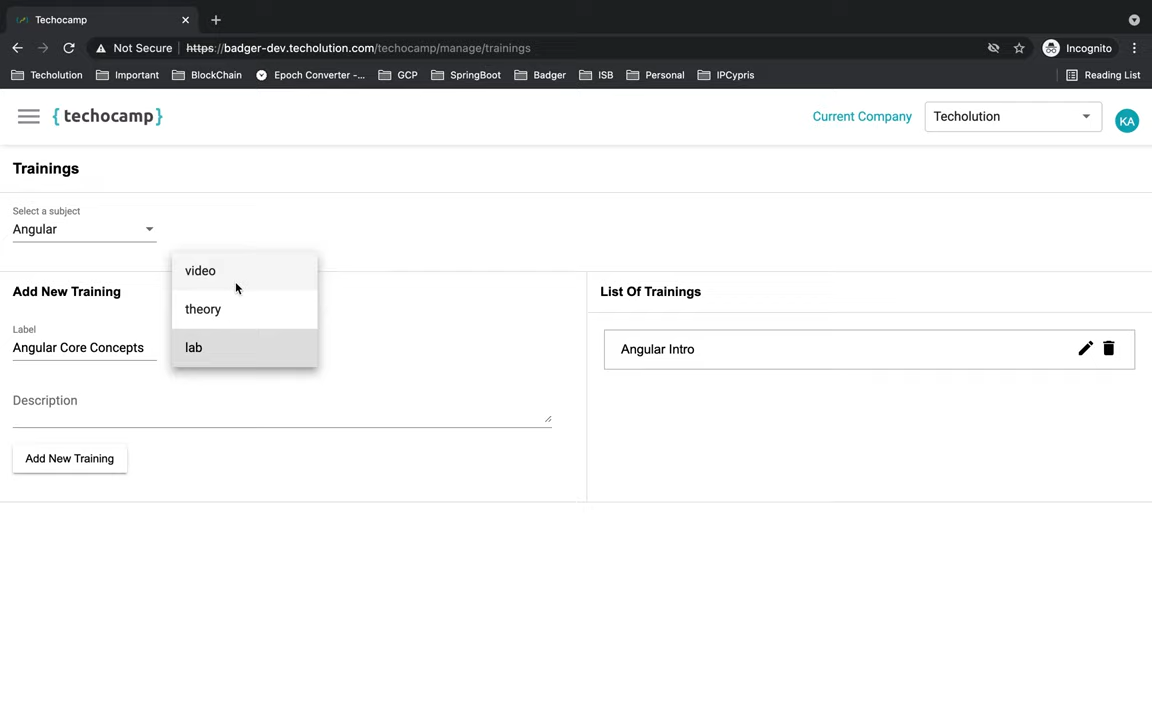 Techocamp
Not Secure https://badger-dev.techolution.com/techocamp/manage/trainings
Incognito
Techolution Important BlockChain Epoch Converter -... GCP SpringBoot Badger ISB Personal IPCypris Reading List
{techocamp} Current Company Techolution KA
Trainings
Select a subject
Angular
video
Add New Training List Of Trainings
theory
Label
Angular Core Concepts lab Angular Intro
Description
Add New Training